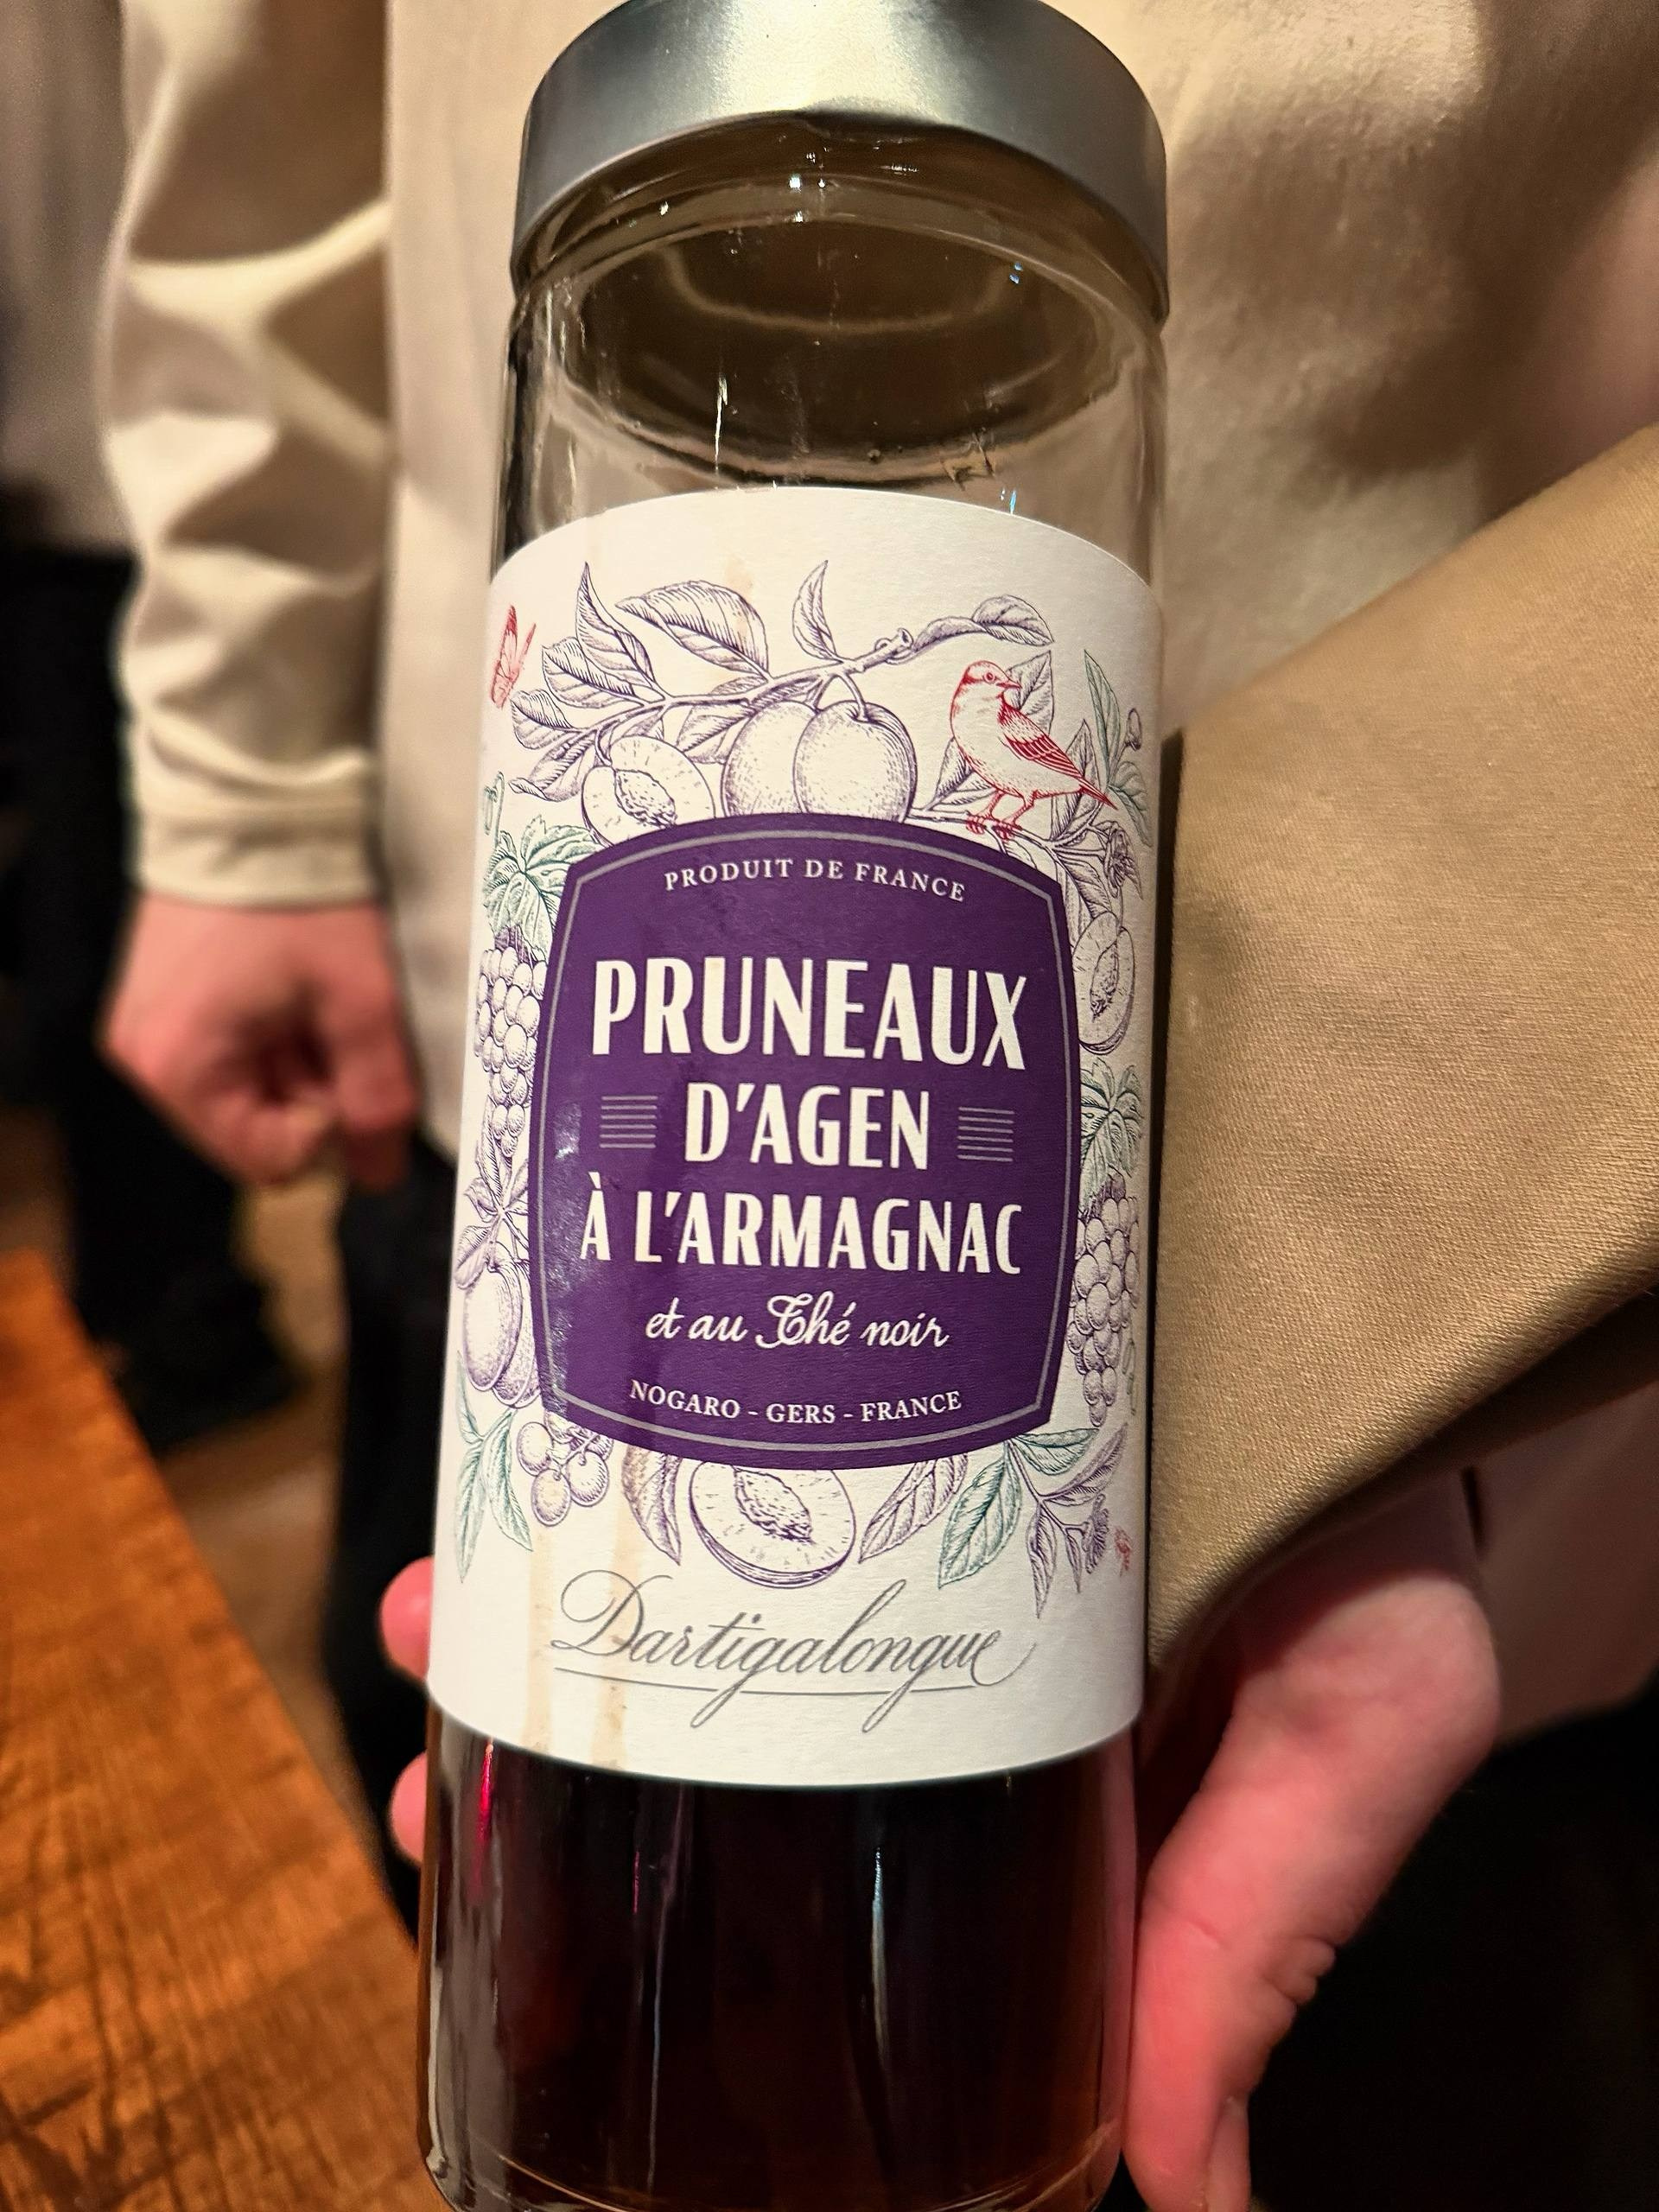 PRODUIT DE FRANCE
PRUNEAUX
D'AGEN
À L'ARMAGNAC
et au Thé noir
NOGARO - GERS - FRANCE
Dartigalongue